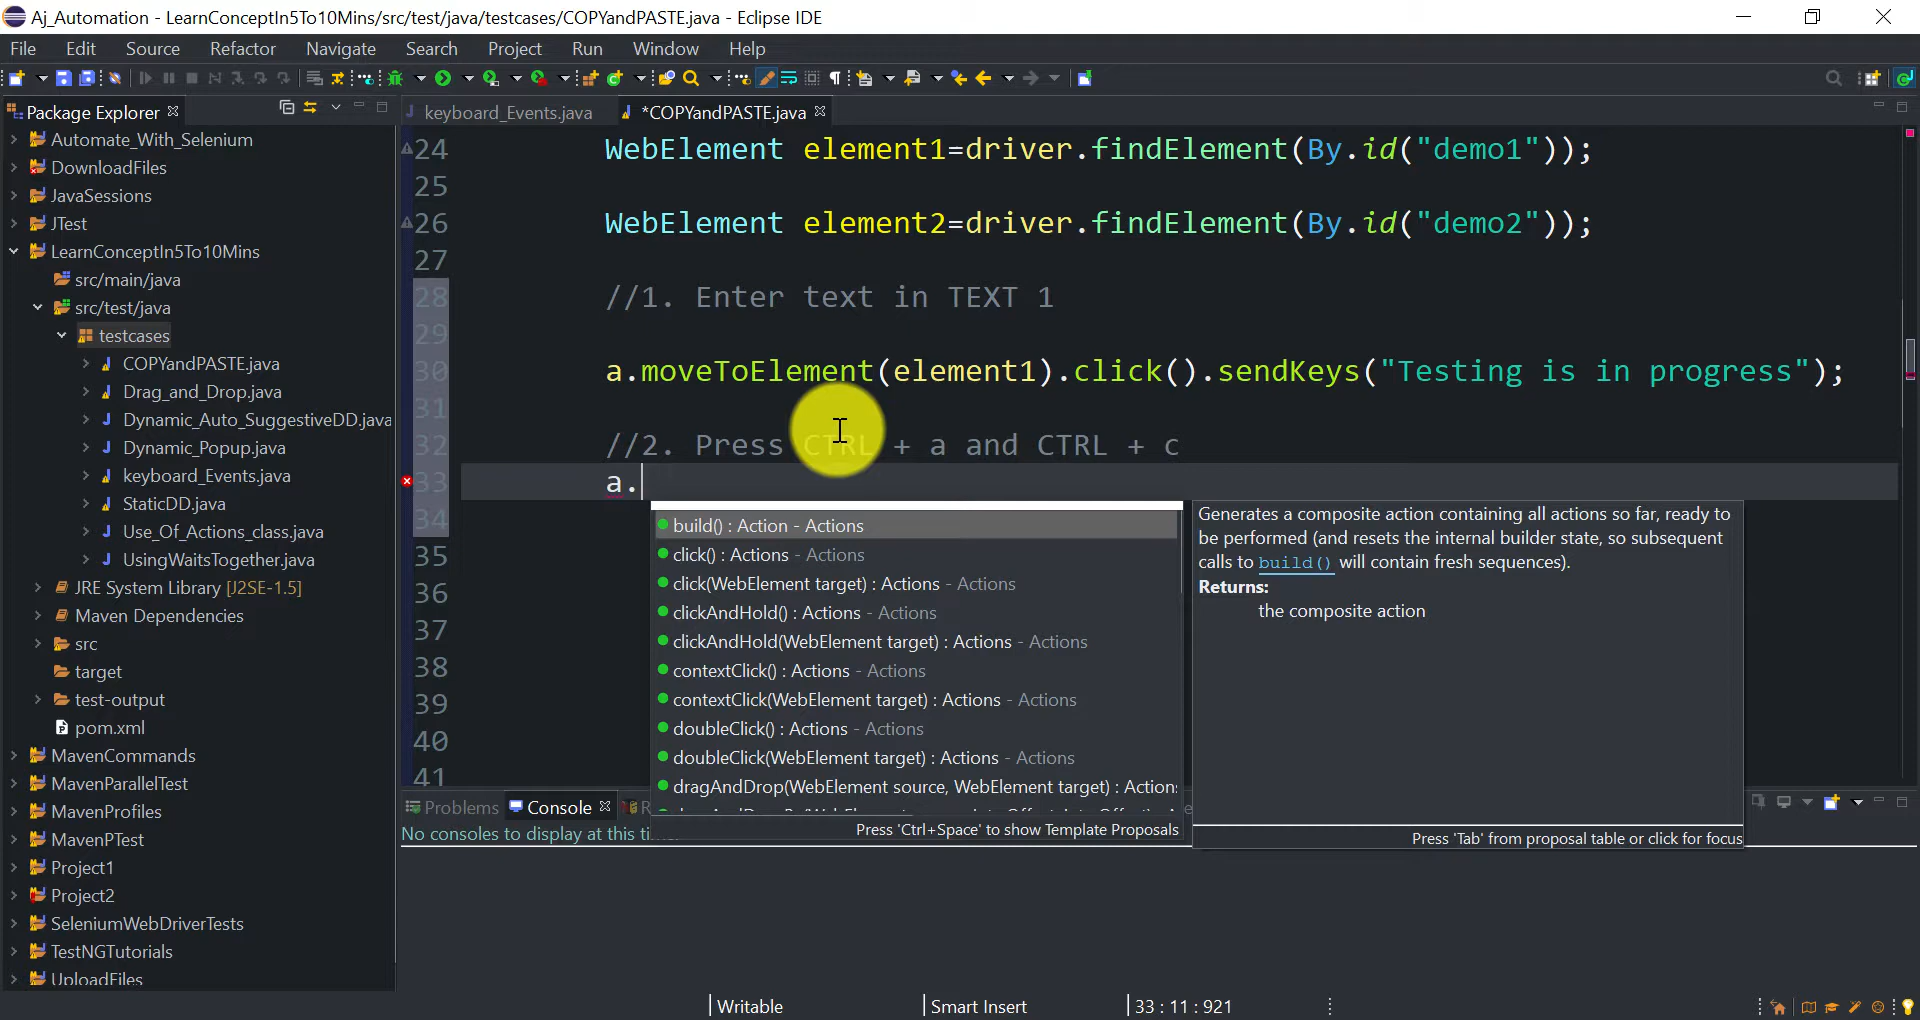 Aj_Automation - LearnConceptIn5To10Mins/src/test/java/testcases/COPYandPASTE.java - Eclipse IDE
File Edit Source Refactor Navigate Search Project Run Window Help
Package Explorer
keyboard_Events.java
*COPYandPASTE.java
Automate_With_Selenium
DownloadFiles
JavaSessions
JTest
LearnConceptIn5To10Mins
src/main/java
src/test/java
testcases
COPYandPASTE.java
Drag_and_Drop.java
Dynamic_Auto_SuggestiveDD.java
Dynamic_Popup.java
keyboard_Events.java
StaticDD.java
Use_Of_Actions_class.java
UsingWaitsTogether.java
JRE System Library [J2SE-1.5]
Maven Dependencies
src
target
test-output
pom.xml
MavenCommands
MavenParallelTest
MavenProfiles
MavenPTest
Project1
Project2
SeleniumWebDriverTests
TestNGTutorials
UploadFiles
24 WebElement element1=driver.findElement(By.id("demo1"));
25
26 WebElement element2=driver.findElement(By.id("demo2"));
27
28 //1. Enter text in TEXT 1
29
30 a.moveToElement(element1).click().sendKeys("Testing is in progress");
31
32 //2. Press CTRL + a and CTRL + c
33 a.
34
35
36
37
38
39
40
41
build() : Action - Actions
click() : Actions - Actions
click(WebElement target) : Actions - Actions
clickAndHold() : Actions - Actions
clickAndHold(WebElement target) : Actions - Actions
contextClick() : Actions - Actions
contextClick(WebElement target) : Actions - Actions
doubleClick() : Actions - Actions
doubleClick(WebElement target) : Actions - Actions
dragAndDrop(WebElement source, WebElement target) : Action
Press 'Ctrl+Space' to show Template Proposals
Generates a composite action containing all actions so far, ready to
be performed (and resets the internal builder state, so subsequent
calls to build() will contain fresh sequences).
Returns:
the composite action
Press 'Tab' from proposal table or click for focus
Problems Console
No consoles to display at this
Writable Smart Insert 33 : 11 : 921